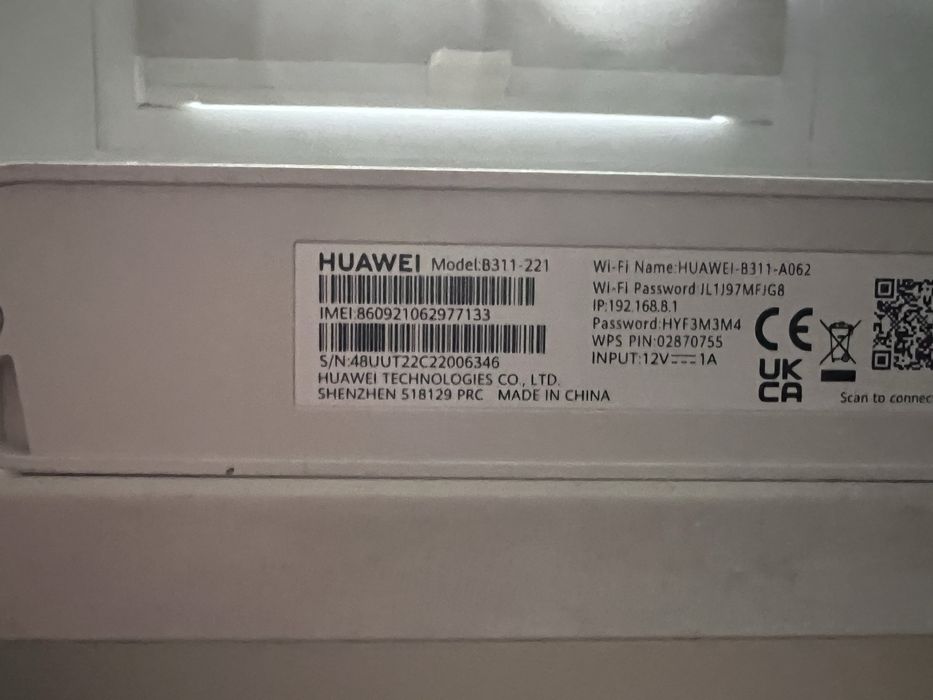 HUAWEI Model:B311-221
IMEI:860921062977133
S/N:48UUT22C22006346
HUAWEI TECHNOLOGIES CO., LTD.
SHENZHEN 518129 PRC MADE IN CHINA
Wi-Fi Name:HUAWEI-B311-A062
Wi-Fi Password:JL1J97MFJG8
IP:192.168.8.1
Password:HYF3M3M4
WPS PIN:02870755
INPUT:12V⎓1A
CE
UK
CA
Scan to connec